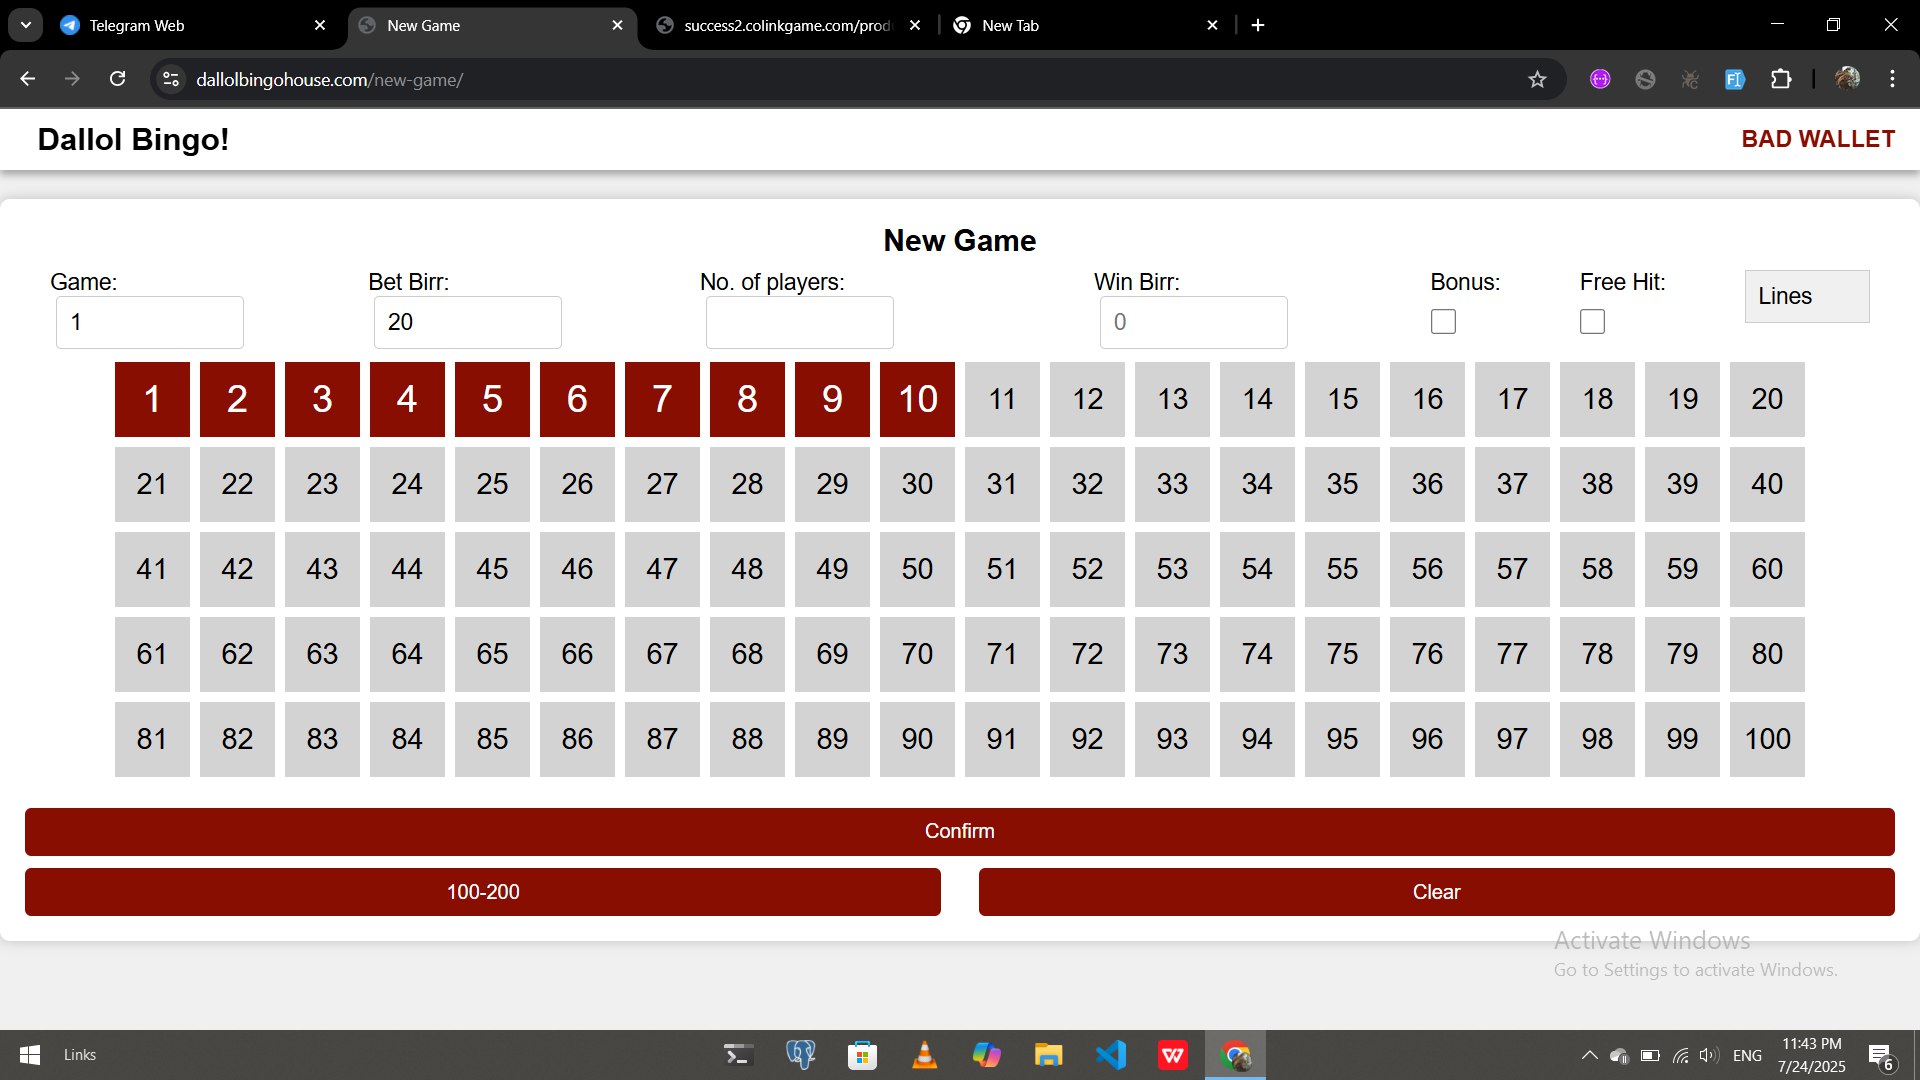 Telegram Web
New Game
success2.colinkgame.com/prod
New Tab
dallolbingohouse.com/new-game/
Dallol Bingo!
BAD WALLET
New Game
Game: Bet Birr: No. of players: Win Birr: Bonus: Free Hit: Lines
1 20 0
1 2 3 4 5 6 7 8 9 10 11 12 13 14 15 16 17 18 19 20
21 22 23 24 25 26 27 28 29 30 31 32 33 34 35 36 37 38 39 40
41 42 43 44 45 46 47 48 49 50 51 52 53 54 55 56 57 58 59 60
61 62 63 64 65 66 67 68 69 70 71 72 73 74 75 76 77 78 79 80
81 82 83 84 85 86 87 88 89 90 91 92 93 94 95 96 97 98 99 100
Confirm
100-200 Clear
Activate Windows
Go to Settings to activate Windows.
Links
ENG
11:43 PM
7/24/2025
6